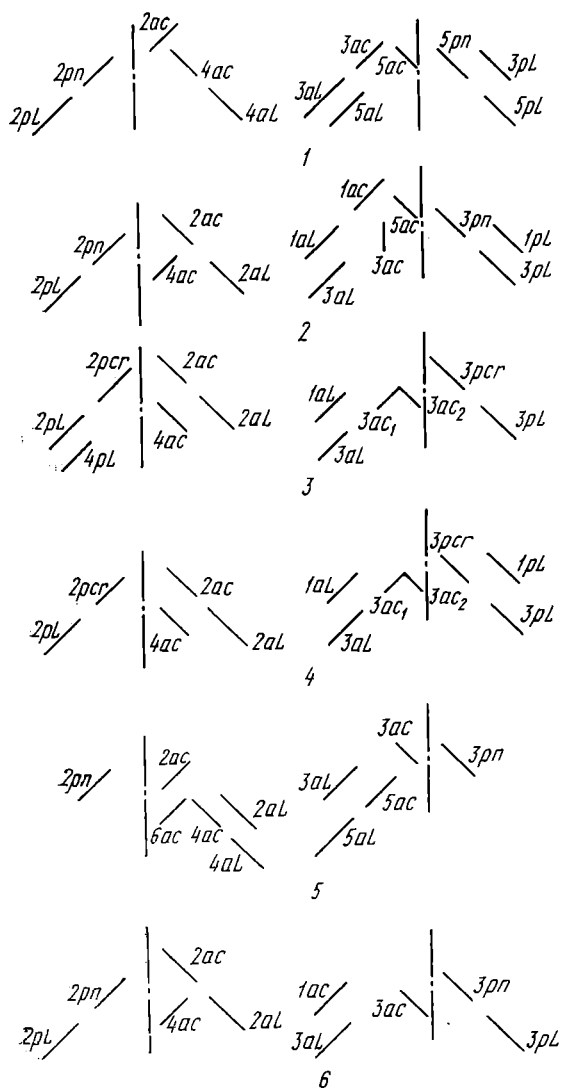 2ac
2pn 4ac
2pL 4aL
3ac 5pn
5ac 3pL
3aL 5aL 5pL
1
1ac
2ac 5ac 3pn
2pn 1aL 1pL
2pL 4ac 2aL 3ac 3pL
3aL
2
2pcr 2ac 3pcr
1aL
2pL 4ac 2aL 3ac₁ 3ac₂ 3pL
4pL 3aL
3
3pcr
2pcr 2ac 1pL
1aL 3ac₁ 3ac₂
2pL 4ac 2aL 3aL 3pL
4
3ac
2pn 2ac 3pn
3aL
6ac 4ac 2aL 5ac
4aL 5aL
5
2ac
2pn 1ac 3ac 3pn
2pL 4ac 2aL 3aL 3pL
6